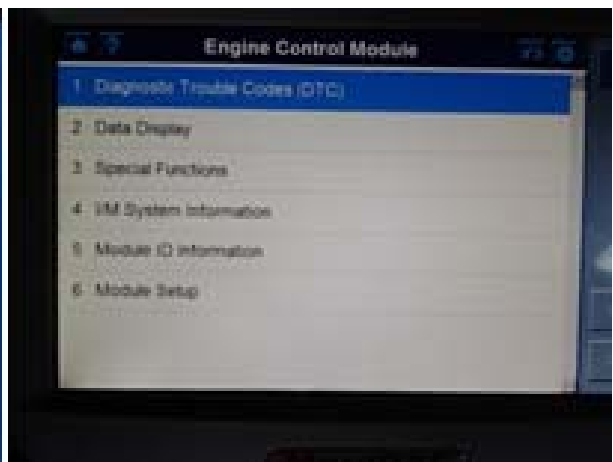 Engine Control Module
1 Diagnostic Trouble Codes (DTC)
2 Data Display
3 Special Functions
4 I/M System Information
5 Module ID Information
6 Module Setup